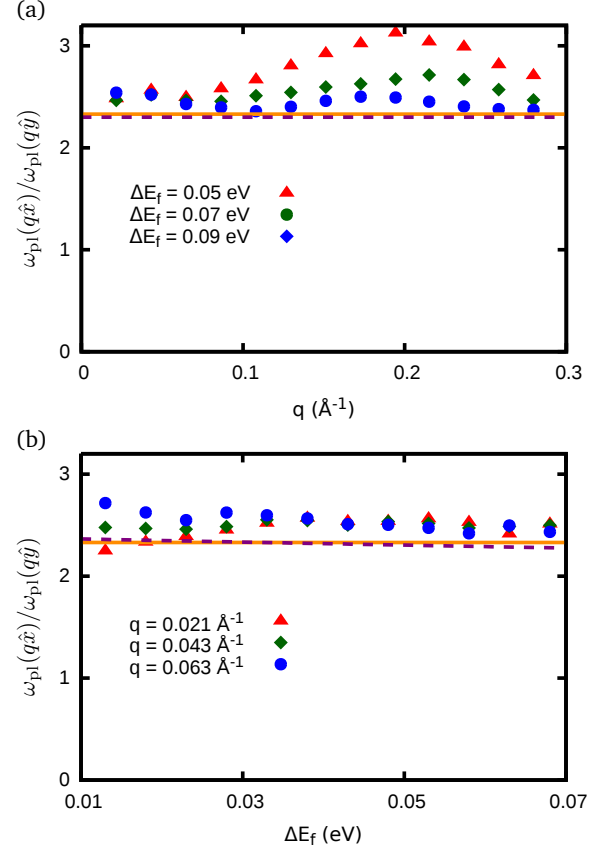 (a)
3
2
1
0
0 0.1 0.2 0.3
ω_pl(qx̂)/ω_pl(qŷ)
ΔE_f = 0.05 eV
ΔE_f = 0.07 eV
ΔE_f = 0.09 eV
q (Å⁻¹)
(b)
3
2
1
0
0.01 0.03 0.05 0.07
ω_pl(qx̂)/ω_pl(qŷ)
q = 0.021 Å⁻¹
q = 0.043 Å⁻¹
q = 0.063 Å⁻¹
ΔE_f (eV)